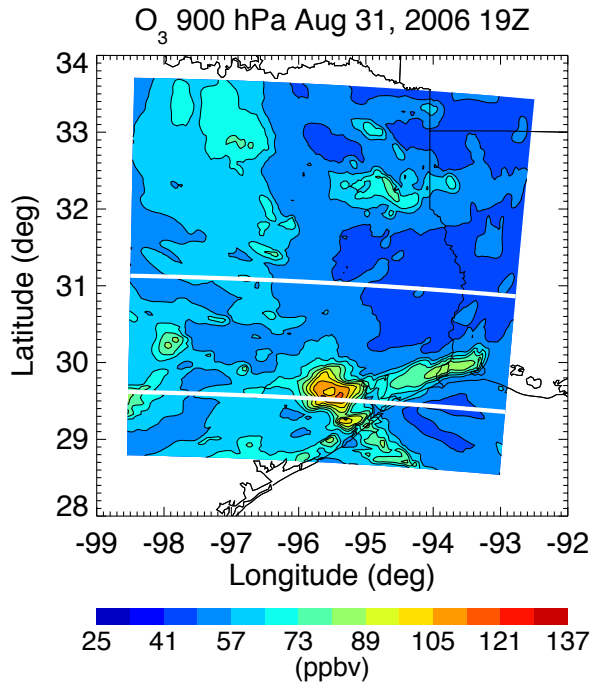 O3 900 hPa Aug 31, 2006 19Z
34
33
32
31
30
29
28
Latitude (deg)
-99 -98 -97 -96 -95 -94 -93 -92
Longitude (deg)
25 41 57 73 89 105 121 137
(ppbv)